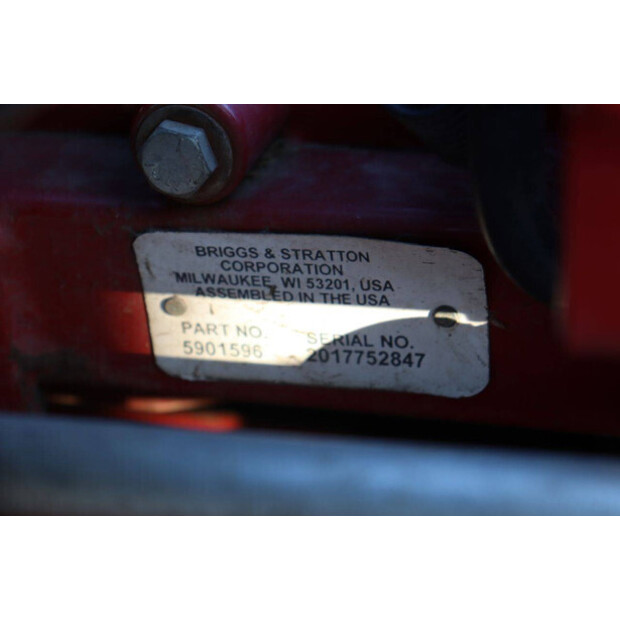 BRIGGS & STRATTON
CORPORATION
MILWAUKEE, WI 53201, USA
ASSEMBLED IN THE USA
PART NO. SERIAL NO.
5901596 2017752847